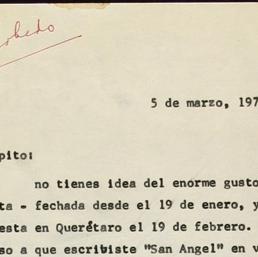 5 de marzo, 197
pito:
no tienes idea del enorme gusto
ta - fechada desde el 19 de enero, y
esta en Querétaro el 19 de febrero.
so a que escribiste "San Angel" en v